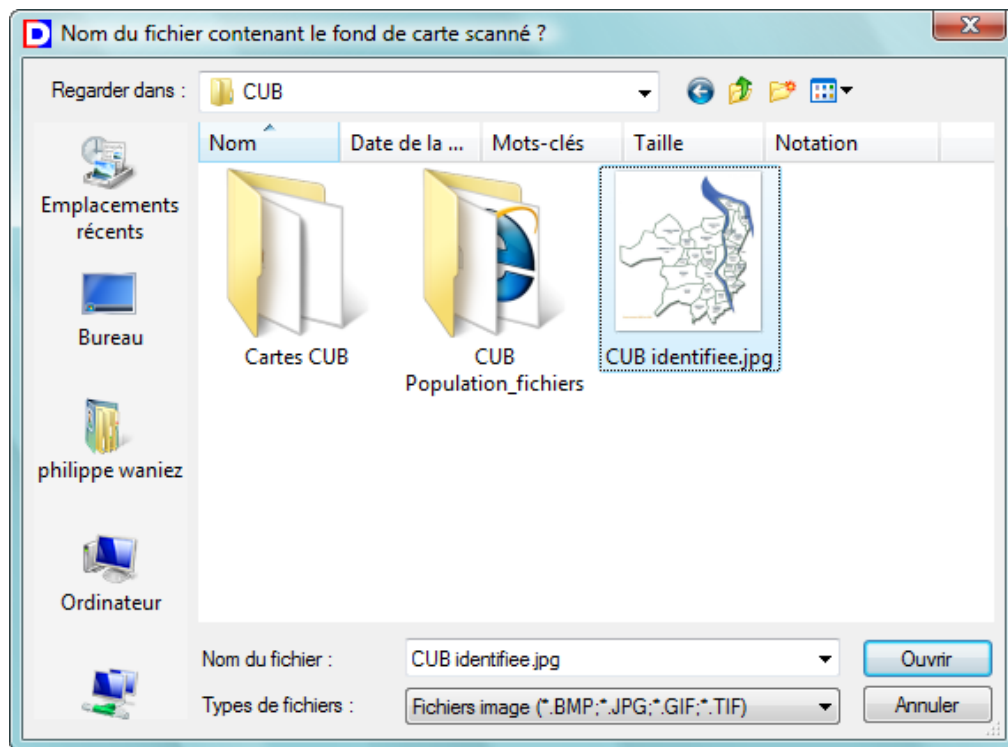 Nom du fichier contenant le fond de carte scanné ?
Regarder dans :
CUB
Nom
Date de la ...
Mots-clés
Taille
Notation
Emplacements
récents
Bureau
philippe waniez
Ordinateur
Cartes CUB
CUB
Population_fichiers
CUB identifiee.jpg
Nom du fichier :
CUB identifiee.jpg
Ouvrir
Types de fichiers :
Fichiers image (*.BMP;*.JPG;*.GIF;*.TIF)
Annuler